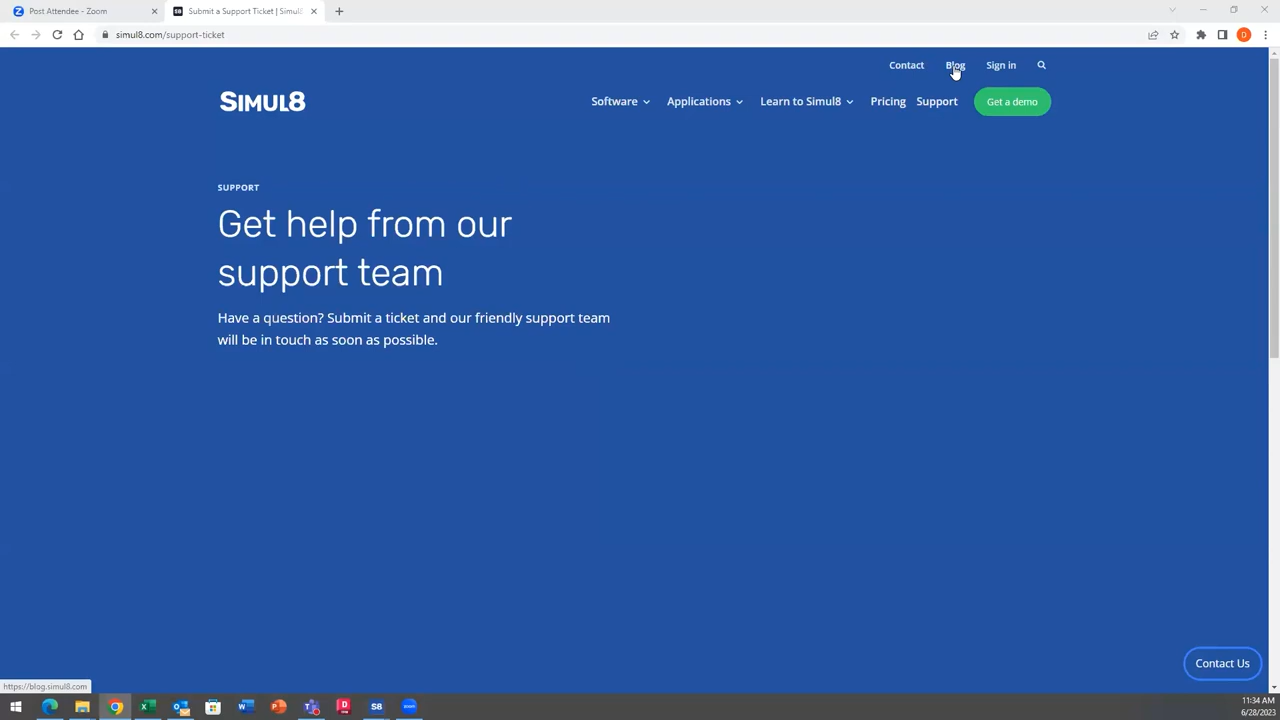 Post Attendee - Zoom
Submit a Support Ticket | Simul8
simul8.com/support-ticket
D
Contact
Blog
Sign in
SIMUL8
Software
Applications
Learn to Simul8
Pricing
Support
Get a demo
SUPPORT
Get help from our
support team
Have a question? Submit a ticket and our friendly support team
will be in touch as soon as possible.
Contact Us
https://blog.simul8.com
11:34 AM
6/28/2023